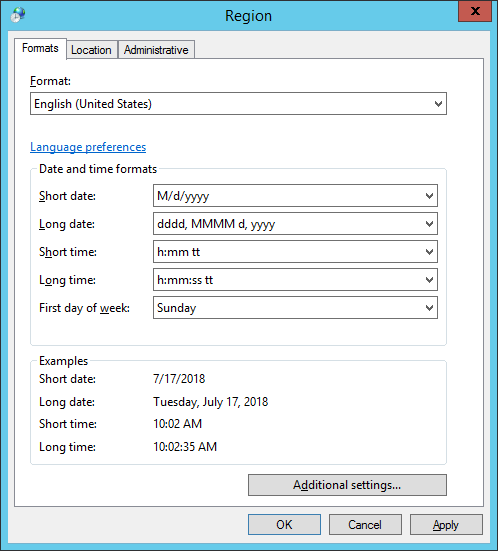 Region
Formats Location Administrative
Format:
English (United States)
Language preferences
Date and time formats
Short date: M/d/yyyy
Long date: dddd, MMMM d, yyyy
Short time: h:mm tt
Long time: h:mm:ss tt
First day of week: Sunday
Examples
Short date: 7/17/2018
Long date: Tuesday, July 17, 2018
Short time: 10:02 AM
Long time: 10:02:35 AM
Additional settings...
OK Cancel Apply